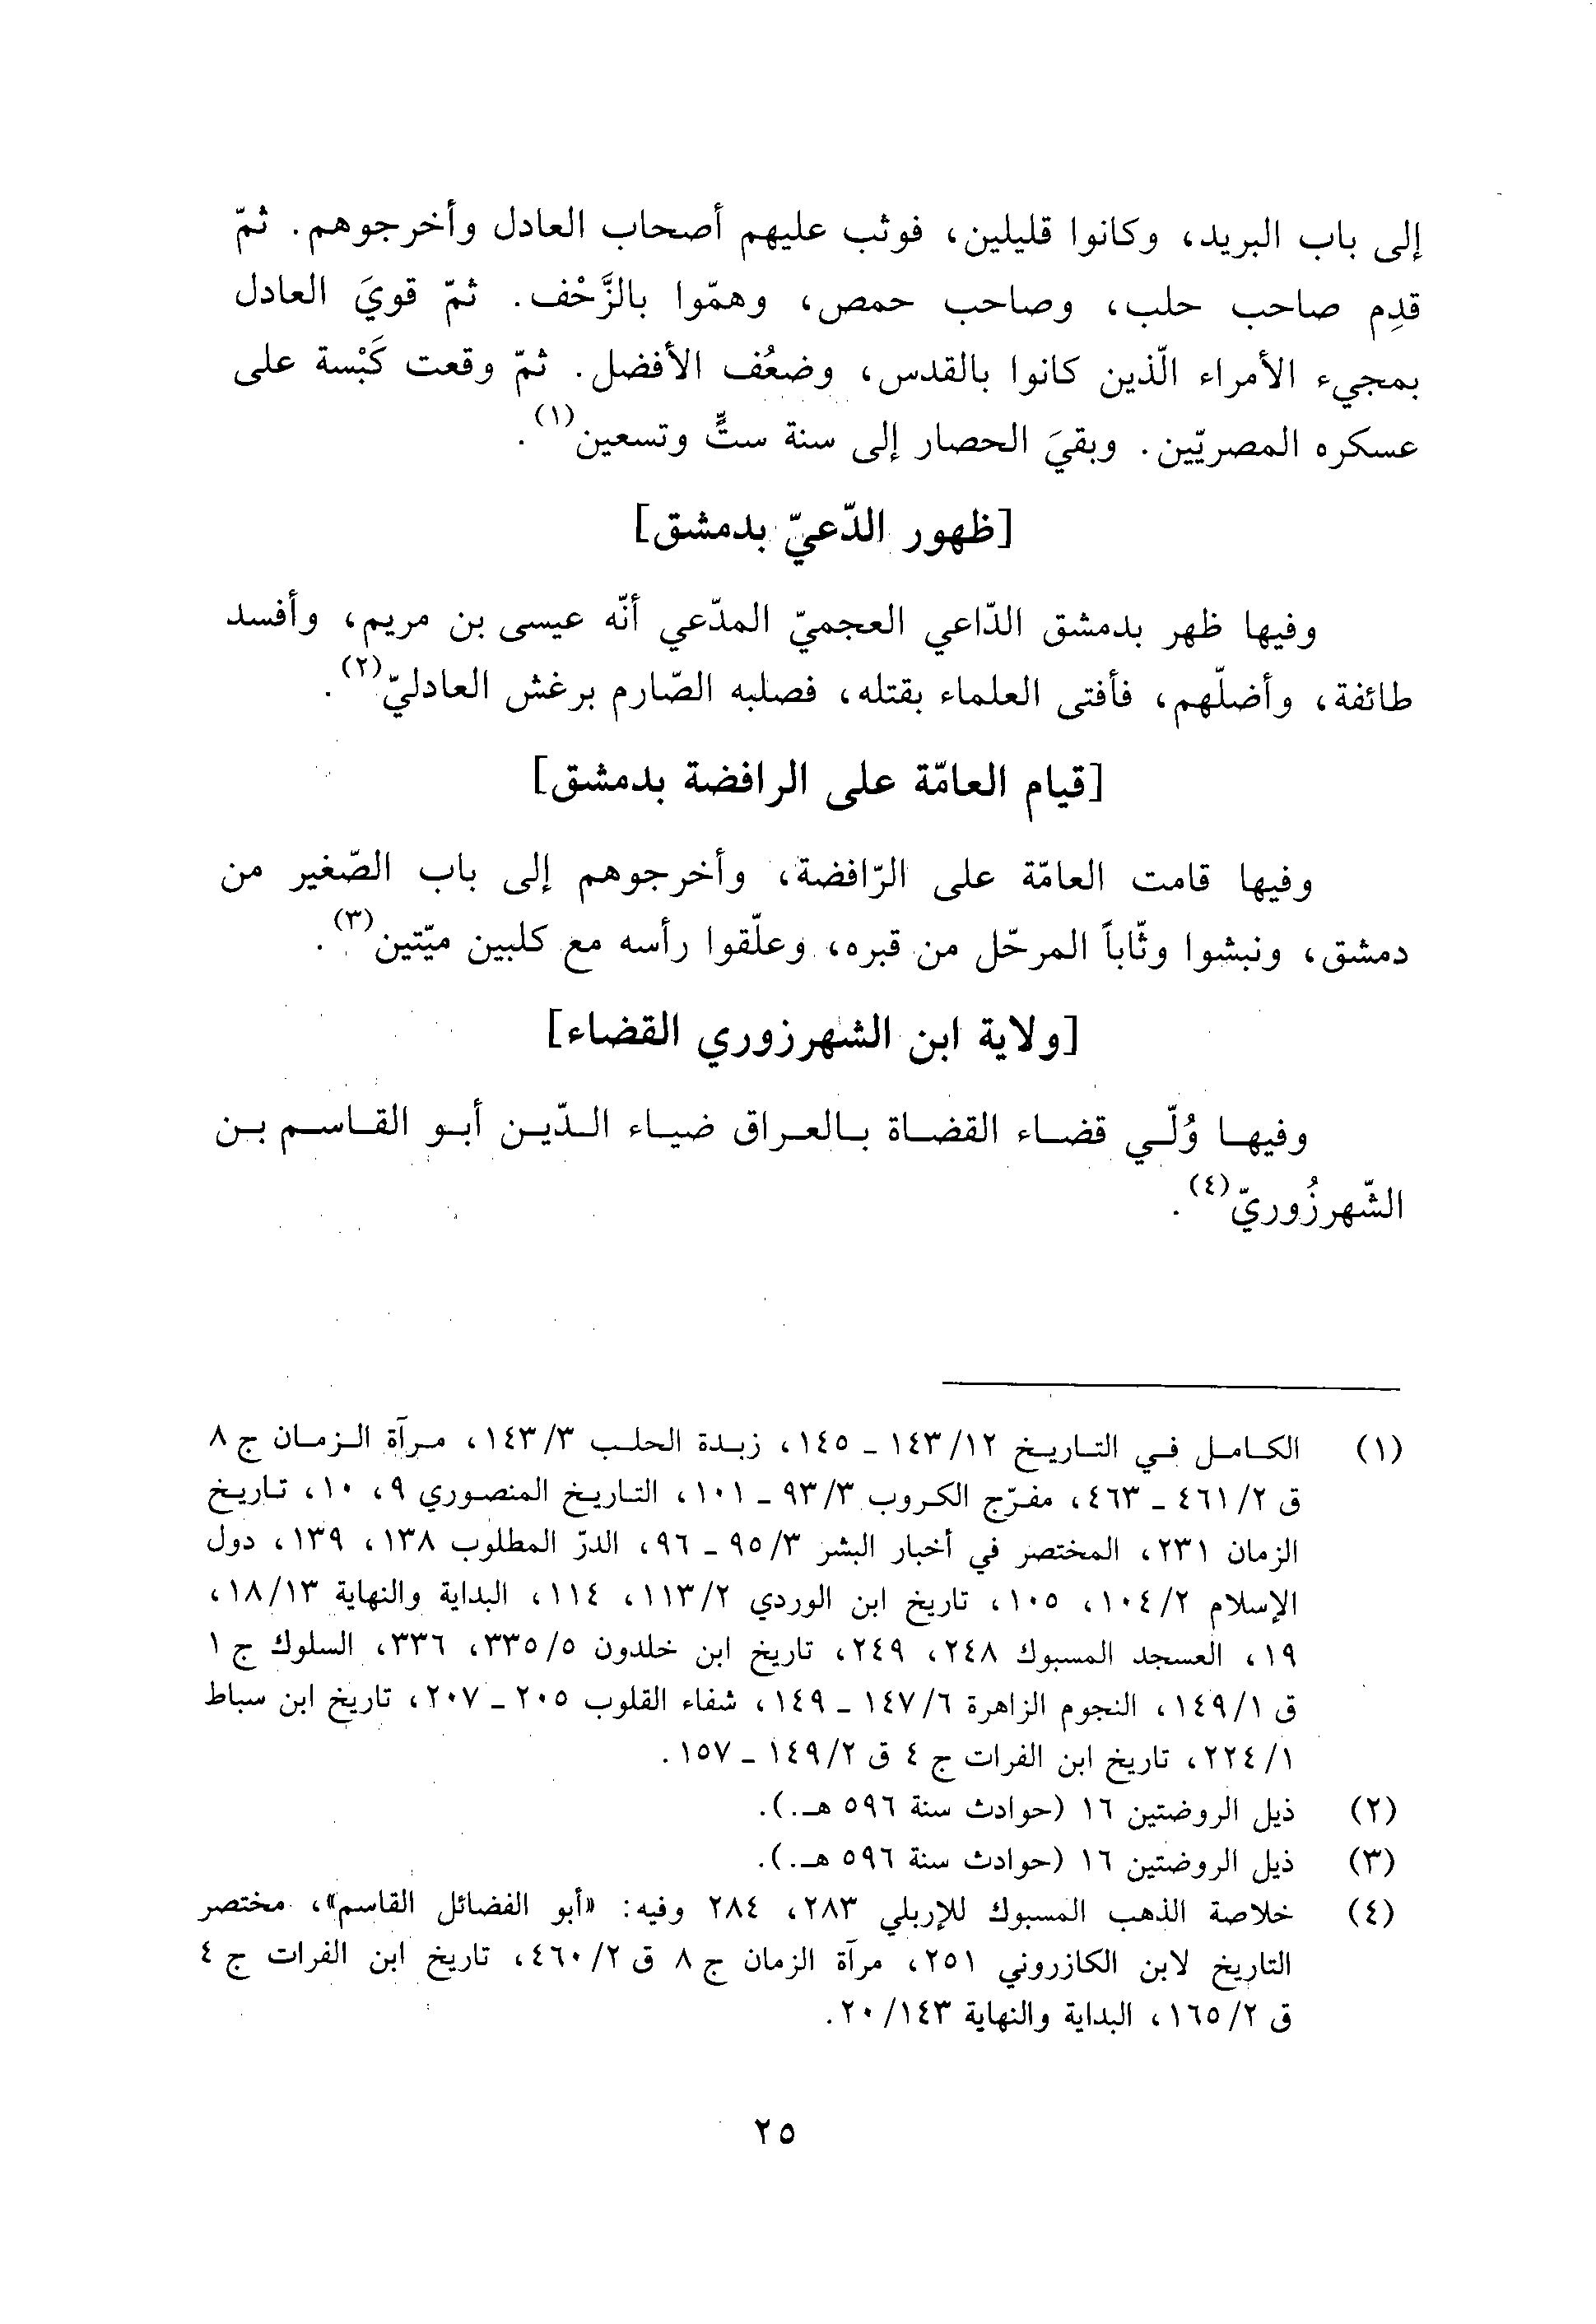 إلى باب البريد، وكانوا قليلين، فوثب عليهم أصحاب العادل وأخرجوهم. ثمّ
قدِم صاحب حلب، وصاحب حمص، وهمّوا بالزَّحْف. ثمّ قويَ العادل
بمجيء الأمراء الّذين كانوا بالقدس، وضعُف الأفضل. ثمّ وقعت كَبْسة على
عسكره المصريّين. وبقيَ الحصار إلى سنة ستٍّ وتسعين(١).
[ظهور الدّعيّ بدمشق]
وفيها ظهر بدمشق الدّاعي العجميّ المدّعي أنّه عيسى بن مريم، وأفسد
طائفة، وأضلّهم، فأفتى العلماء بقتله، فصلبه الصّارم برغش العادليّ(٢).
[قيام العامّة على الرافضة بدمشق]
وفيها قامت العامّة على الرّافضة، وأخرجوهم إلى باب الصّغير من
دمشق، ونبشوا وثّاباً المرحّل من قبره، وعلّقوا رأسه مع كلبين ميّتين(٣).
[ولاية ابن الشهرزوري القضاء]
وفيها وُلّي قضاء القضاة بالعراق ضياء الدّين أبو القاسم بن
الشّهرزُوريّ(٤).
(١) الكامل في التاريخ ١٢/ ١٤٣ ـ ١٤٥، زبدة الحلب ٣/ ١٤٣، مرآة الزمان ج ٨
ق ٢/ ٤٦١ ـ ٤٦٣، مفرّج الكروب ٣/ ٩٣ ـ ١٠١، التاريخ المنصوري ٩، ١٠، تاريخ
الزمان ٢٣١، المختصر في أخبار البشر ٣/ ٩٥ ـ ٩٦، الدرّ المطلوب ١٣٨، ١٣٩، دول
الإسلام ٢/ ١٠٤، ١٠٥، تاريخ ابن الوردي ٢/ ١١٣، ١١٤، البداية والنهاية ١٣/ ١٨،
١٩، العسجد المسبوك ٢٤٨، ٢٤٩، تاريخ ابن خلدون ٥/ ٣٣٥، ٣٣٦، السلوك ج ١
ق ١/ ١٤٩، النجوم الزاهرة ٦/ ١٤٧ ـ ١٤٩، شفاء القلوب ٢٠٥ ـ ٢٠٧، تاريخ ابن سباط
١/ ٢٢٤، تاريخ ابن الفرات ج ٤ ق ٢/ ١٤٩ ـ ١٥٧.
(٢) ذيل الروضتين ١٦ (حوادث سنة ٥٩٦ هـ.).
(٣) ذيل الروضتين ١٦ (حوادث سنة ٥٩٦ هـ.).
(٤) خلاصة الذهب المسبوك للإربلي ٢٨٣، ٢٨٤ وفيه: «أبو الفضائل القاسم»، مختصر
التاريخ لابن الكازروني ٢٥١، مرآة الزمان ج ٨ ق ٢/ ٤٦٠، تاريخ ابن الفرات ج ٤
ق ٢/ ١٦٥، البداية والنهاية ١٤٣/ ٢٠.
٢٥